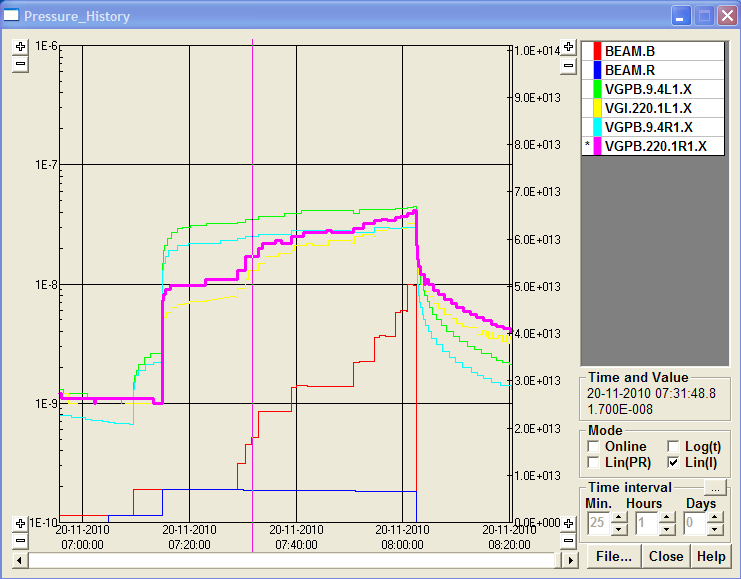 Pressure_History
1E-6
1E-7
1E-8
1E-9
1E-10
1.0E+014
9.0E+013
8.0E+013
7.0E+013
6.0E+013
5.0E+013
4.0E+013
3.0E+013
2.0E+013
1.0E+013
0.0E+000
20-11-2010 20-11-2010 20-11-2010 20-11-2010 20-11-2010
07:00:00 07:20:00 07:40:00 08:00:00 08:20:00
BEAM.B
BEAM.R
VGPB.9.4L1.X
VGI.220.1L1.X
VGPB.9.4R1.X
* VGPB.220.1R1.X
Time and Value
20-11-2010 07:31:48.8
1.700E-008
Mode
Online Log(t)
Lin(PR) Lin(I)
Time interval ...
Min. Hours Days
25 1 0
File... Close Help